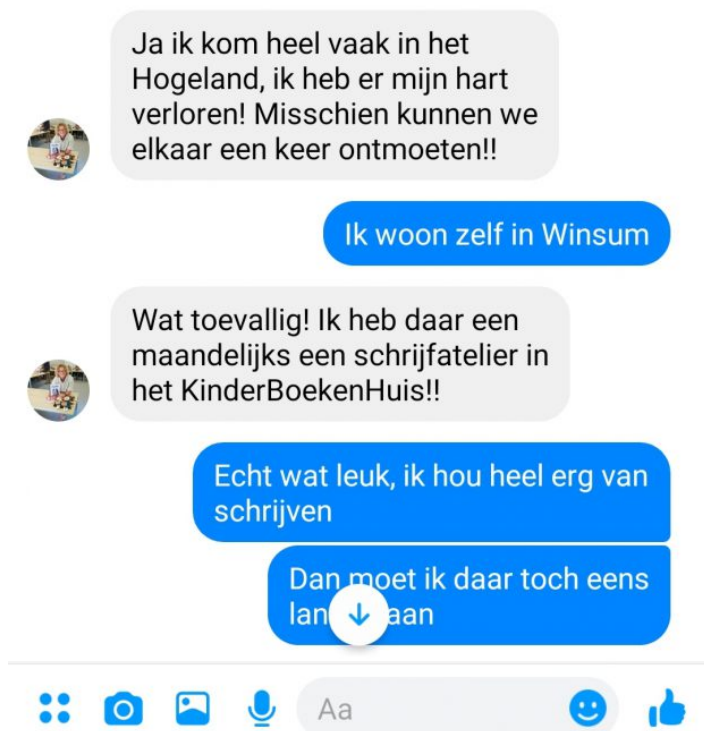 Ja ik kom heel vaak in het
Hogeland, ik heb er mijn hart
verloren! Misschien kunnen we
elkaar een keer ontmoeten!!
Ik woon zelf in Winsum
Wat toevallig! Ik heb daar een
maandelijks een schrijfatelier in
het KinderBoekenHuis!!
Echt wat leuk, ik hou heel erg van
schrijven
Dan moet ik daar toch eens
Aa